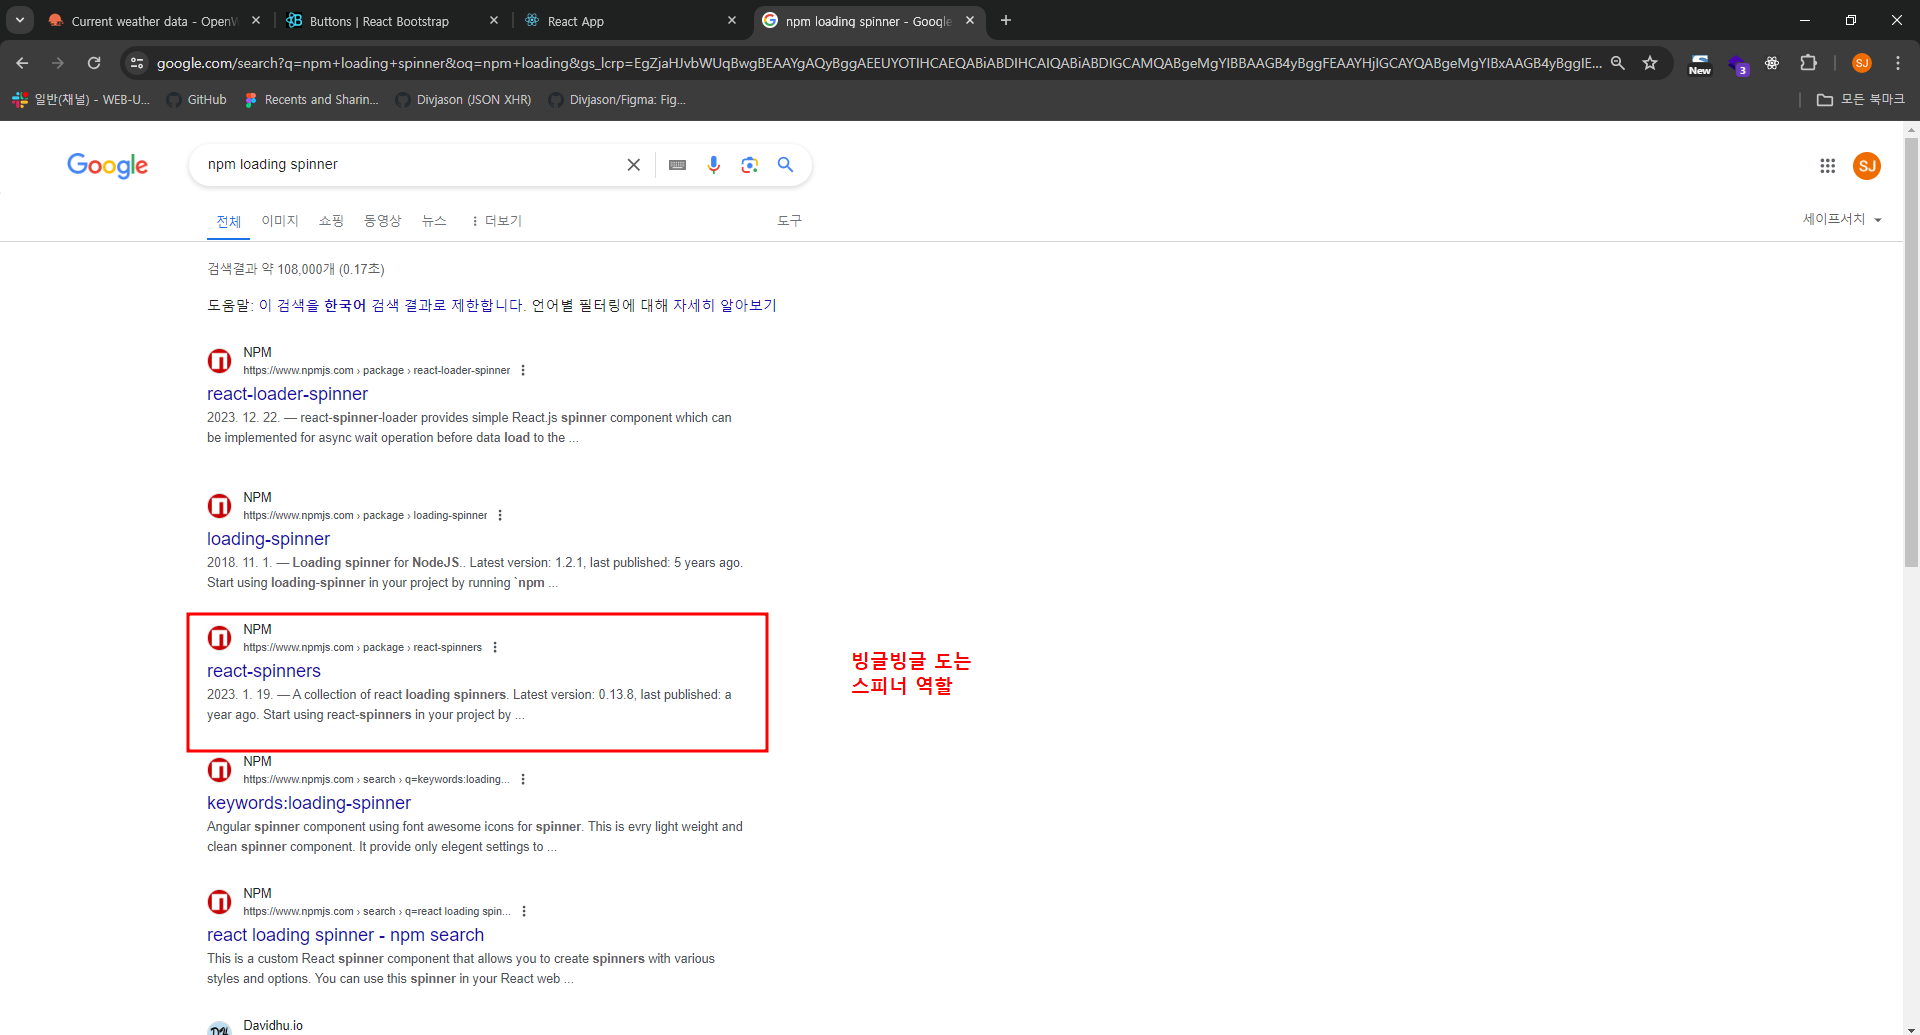 Current weather data - OpenW
Buttons | React Bootstrap
React App
npm loading spinner - Google
google.com/search?q=npm+loading+spinner&oq=npm+loading&gs_lcrp=EgZjaHJvbWUqBwgBEAAYgAQyBggAEEUYOTIHCAEQABiABDIHCAIQABiABDIGCAMQABgeMgYIBBAAGB4yBggFEAAYHjIGCAYQABgeMgYIBxAAGB4yBggIE...
New
3
SJ
일반(채널) - WEB-U...
GitHub
Recents and Sharin...
Divjason (JSON XHR)
Divjason/Figma: Fig...
모든 북마크
Google
npm loading spinner
SJ
전체 이미지 쇼핑 동영상 뉴스 더보기 도구
세이프서치
검색결과 약 108,000개 (0.17초)
도움말: 이 검색을 한국어 검색 결과로 제한합니다. 언어별 필터링에 대해 자세히 알아보기
NPM
https://www.npmjs.com › package › react-loader-spinner
react-loader-spinner
2023. 12. 22. — react-spinner-loader provides simple React.js spinner component which can
be implemented for async wait operation before data load to the ...
NPM
https://www.npmjs.com › package › loading-spinner
loading-spinner
2018. 11. 1. — Loading spinner for NodeJS.. Latest version: 1.2.1, last published: 5 years ago.
Start using loading-spinner in your project by running `npm ...
NPM
https://www.npmjs.com › package › react-spinners
react-spinners
2023. 1. 19. — A collection of react loading spinners. Latest version: 0.13.8, last published: a
year ago. Start using react-spinners in your project by ...
빙글빙글 도는
스피너 역할
NPM
https://www.npmjs.com › search › q=keywords:loading...
keywords:loading-spinner
Angular spinner component using font awesome icons for spinner. This is evry light weight and
clean spinner component. It provide only elegent settings to ...
NPM
https://www.npmjs.com › search › q=react loading spin...
react loading spinner - npm search
This is a custom React spinner component that allows you to create spinners with various
styles and options. You can use this spinner in your React web ...
Davidhu.io